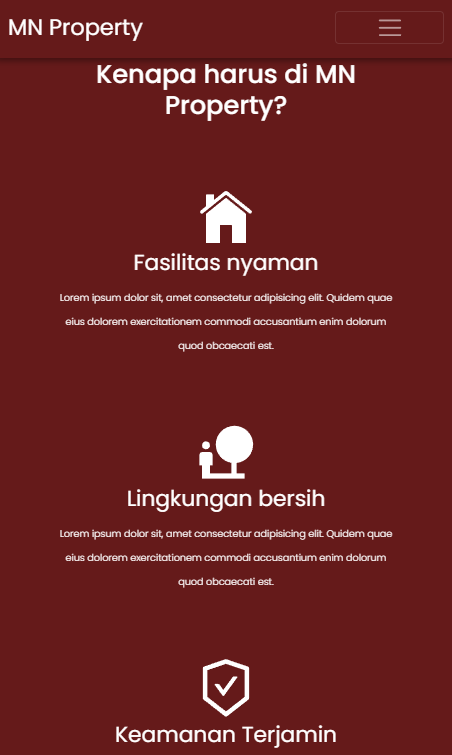 MN Property
Kenapa harus di MN
Property?
Fasilitas nyaman
Lorem ipsum dolor sit, amet consectetur adipisicing elit. Quidem quae
eius dolorem exercitationem commodi accusantium enim dolorum
quod obcaecati est.
Lingkungan bersih
Lorem ipsum dolor sit, amet consectetur adipisicing elit. Quidem quae
eius dolorem exercitationem commodi accusantium enim dolorum
quod obcaecati est.
Keamanan Terjamin